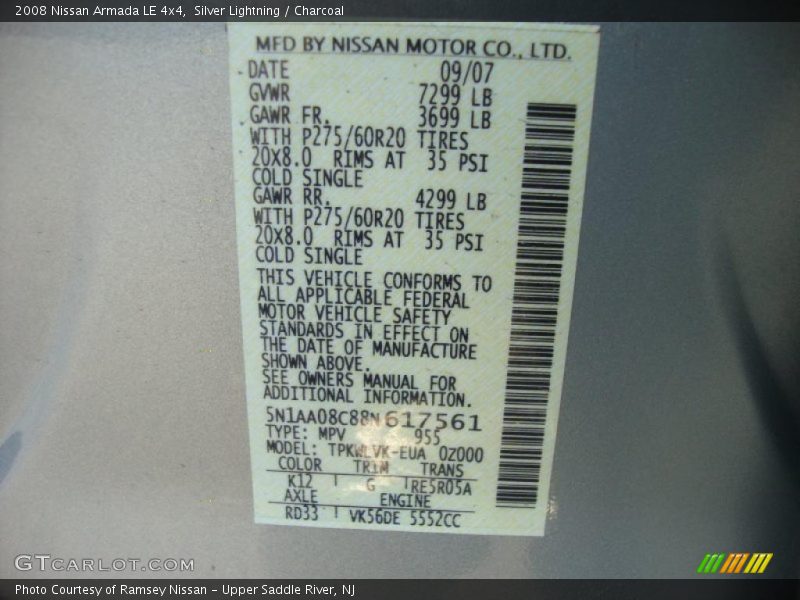 2008 Nissan Armada LE 4x4, Silver Lightning / Charcoal
MFD BY NISSAN MOTOR CO., LTD.
DATE 09/07
GVWR 7299 LB
GAWR FR. 3699 LB
WITH P275/60R20 TIRES
20X8.0 RIMS AT 35 PSI
COLD SINGLE
GAWR RR. 4299 LB
WITH P275/60R20 TIRES
20X8.0 RIMS AT 35 PSI
COLD SINGLE
THIS VEHICLE CONFORMS TO
ALL APPLICABLE FEDERAL
MOTOR VEHICLE SAFETY
STANDARDS IN EFFECT ON
THE DATE OF MANUFACTURE
SHOWN ABOVE.
SEE OWNERS MANUAL FOR
ADDITIONAL INFORMATION.
5N1AA08C88N617561
TYPE: MPV 955
MODEL: TPKWLVK-EUA 0Z000
COLOR TRIM TRANS
K12 G RE5R05A
AXLE ENGINE
RD33 VK56DE 5552CC
GTCARLOT.COM
Photo Courtesy of Ramsey Nissan - Upper Saddle River, NJ